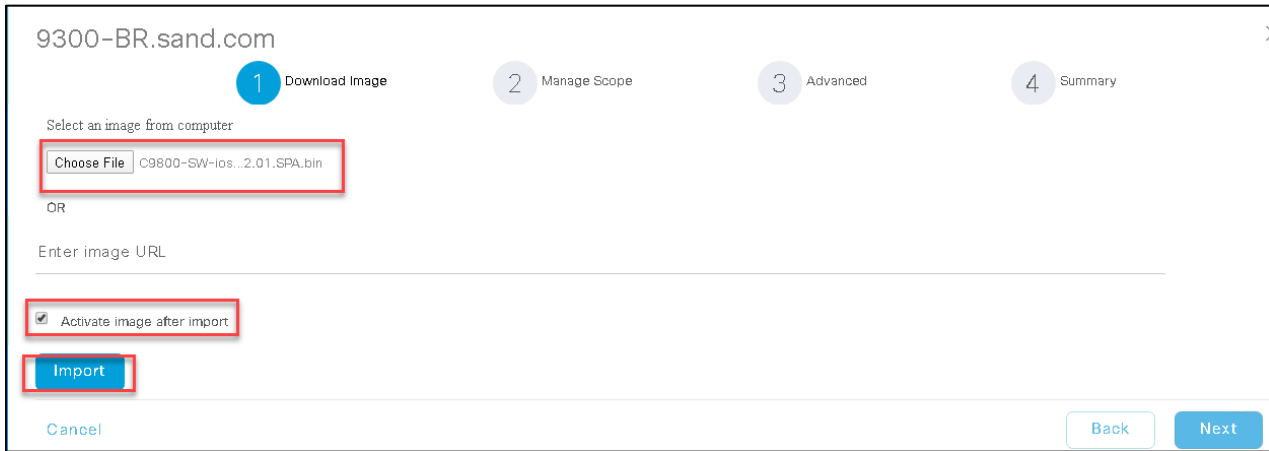 9300-BR.sand.com
1 Download Image 2 Manage Scope 3 Advanced 4 Summary
Select an image from computer
Choose File C9800-SW-ios...2.01.SPA.bin
OR
Enter image URL
Activate image after import
Import
Cancel Back Next